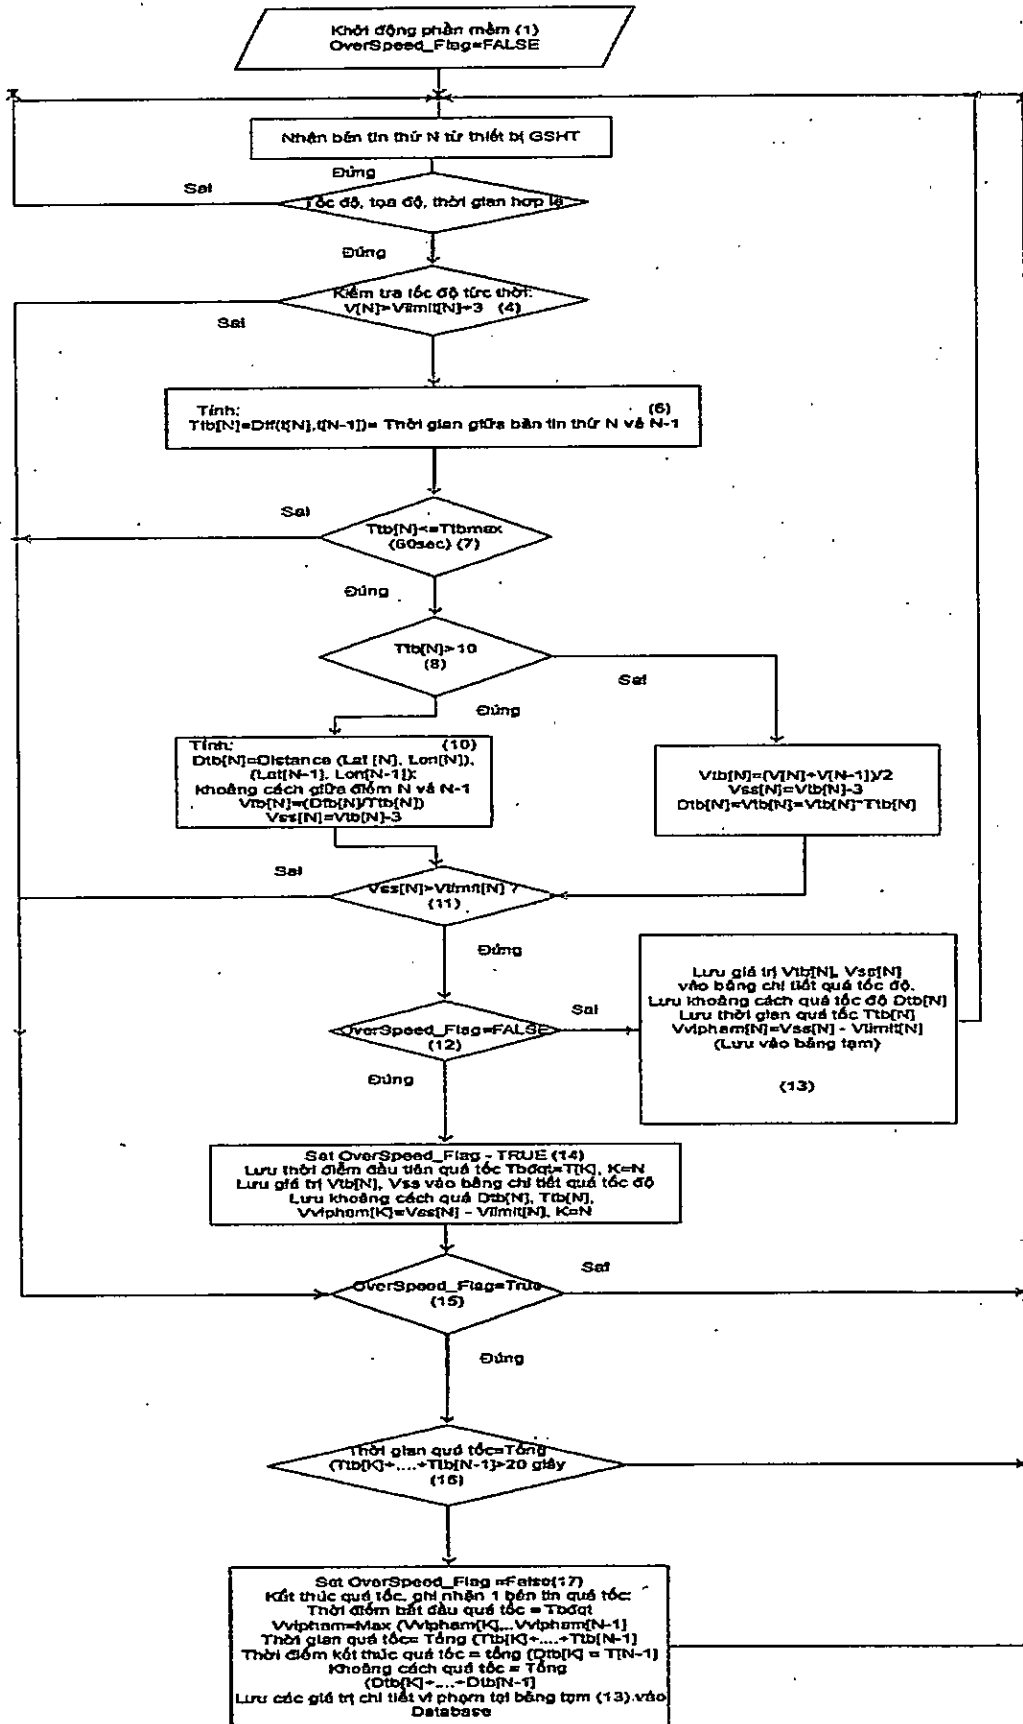 Khởi động phần mềm (1)
OverSpeed_Flag=FALSE
Nhận bản tin thứ N từ thiết bị GSHT
Đúng
Sai
Tốc độ, tọa độ, thời gian hợp lệ
Đúng
Kiểm tra tốc độ tức thời:
V[N]>Vlimit[N]+3 (4)
Sai
Tính: (6)
Ttb[N]=Dif(t[N],t[N-1])= Thời gian giữa bản tin thứ N và N-1
Sai
Ttb[N]<=Ttbmax
(60sec) (7)
Đúng
Ttb[N]>10
(8)
Sai
Đúng
Tính: (10)
Dtb[N]=Distance (Lat [N], Lon[N]),
(Lat[N-1], Lon[N-1]):
khoảng cách giữa điểm N và N-1
Vtb[N]=(Dtb[N]/Ttb[N])
Vss[N]=Vtb[N]-3
Vtb[N]=(V[N]+V[N-1])/2
Vss[N]=Vtb[N]-3
Dtb[N]=Vtb[N]=Vtb[N]*Ttb[N]
Sai
Vss[N]>Vlimit[N] ?
(11)
Đúng
OverSpeed_Flag=FALSE
(12)
Sai
Lưu giá trị Vtb[N], Vss[N]
vào bảng chi tiết quá tốc độ.
Lưu khoảng cách quá tốc độ Dtb[N]
Lưu thời gian quá tốc Ttb[N]
Vvipham[N]=Vss[N] - Vlimit[N]
(Lưu vào bảng tạm)
(13)
Đúng
Set OverSpeed_Flag - TRUE (14)
Lưu thời điểm đầu tiên quá tốc Tbđqt=T[K], K=N
Lưu giá trị Vtb[N], Vss vào bảng chi tiết quá tốc độ
Lưu khoảng cách quá Dtb[N], Ttb[N],
Vvipham[K]=Vss[N] - Vlimit[N], K=N
OverSpeed_Flag=True
(15)
Sai
Đúng
Thời gian quá tốc=Tổng
(Ttb[K]+....+Ttb[N-1]>20 giây
(16)
Set OverSpeed_Flag =False(17)
Kết thúc quá tốc, ghi nhận 1 bản tin quá tốc:
Thời điểm bắt đầu quá tốc = Tbđqt
Vvipham=Max (Vvipham[K]...Vvipham[N-1]
Thời gian quá tốc= Tổng (Ttb[K]+....+Ttb[N-1]
Thời điểm kết thúc quá tốc = tổng (Dtb[K] = T[N-1]
Khoảng cách quá tốc = Tổng
(Dtb[K]+...+Dtb[N-1]
Lưu các giá trị chi tiết vi phạm tại bảng tạm (13).vào
Database